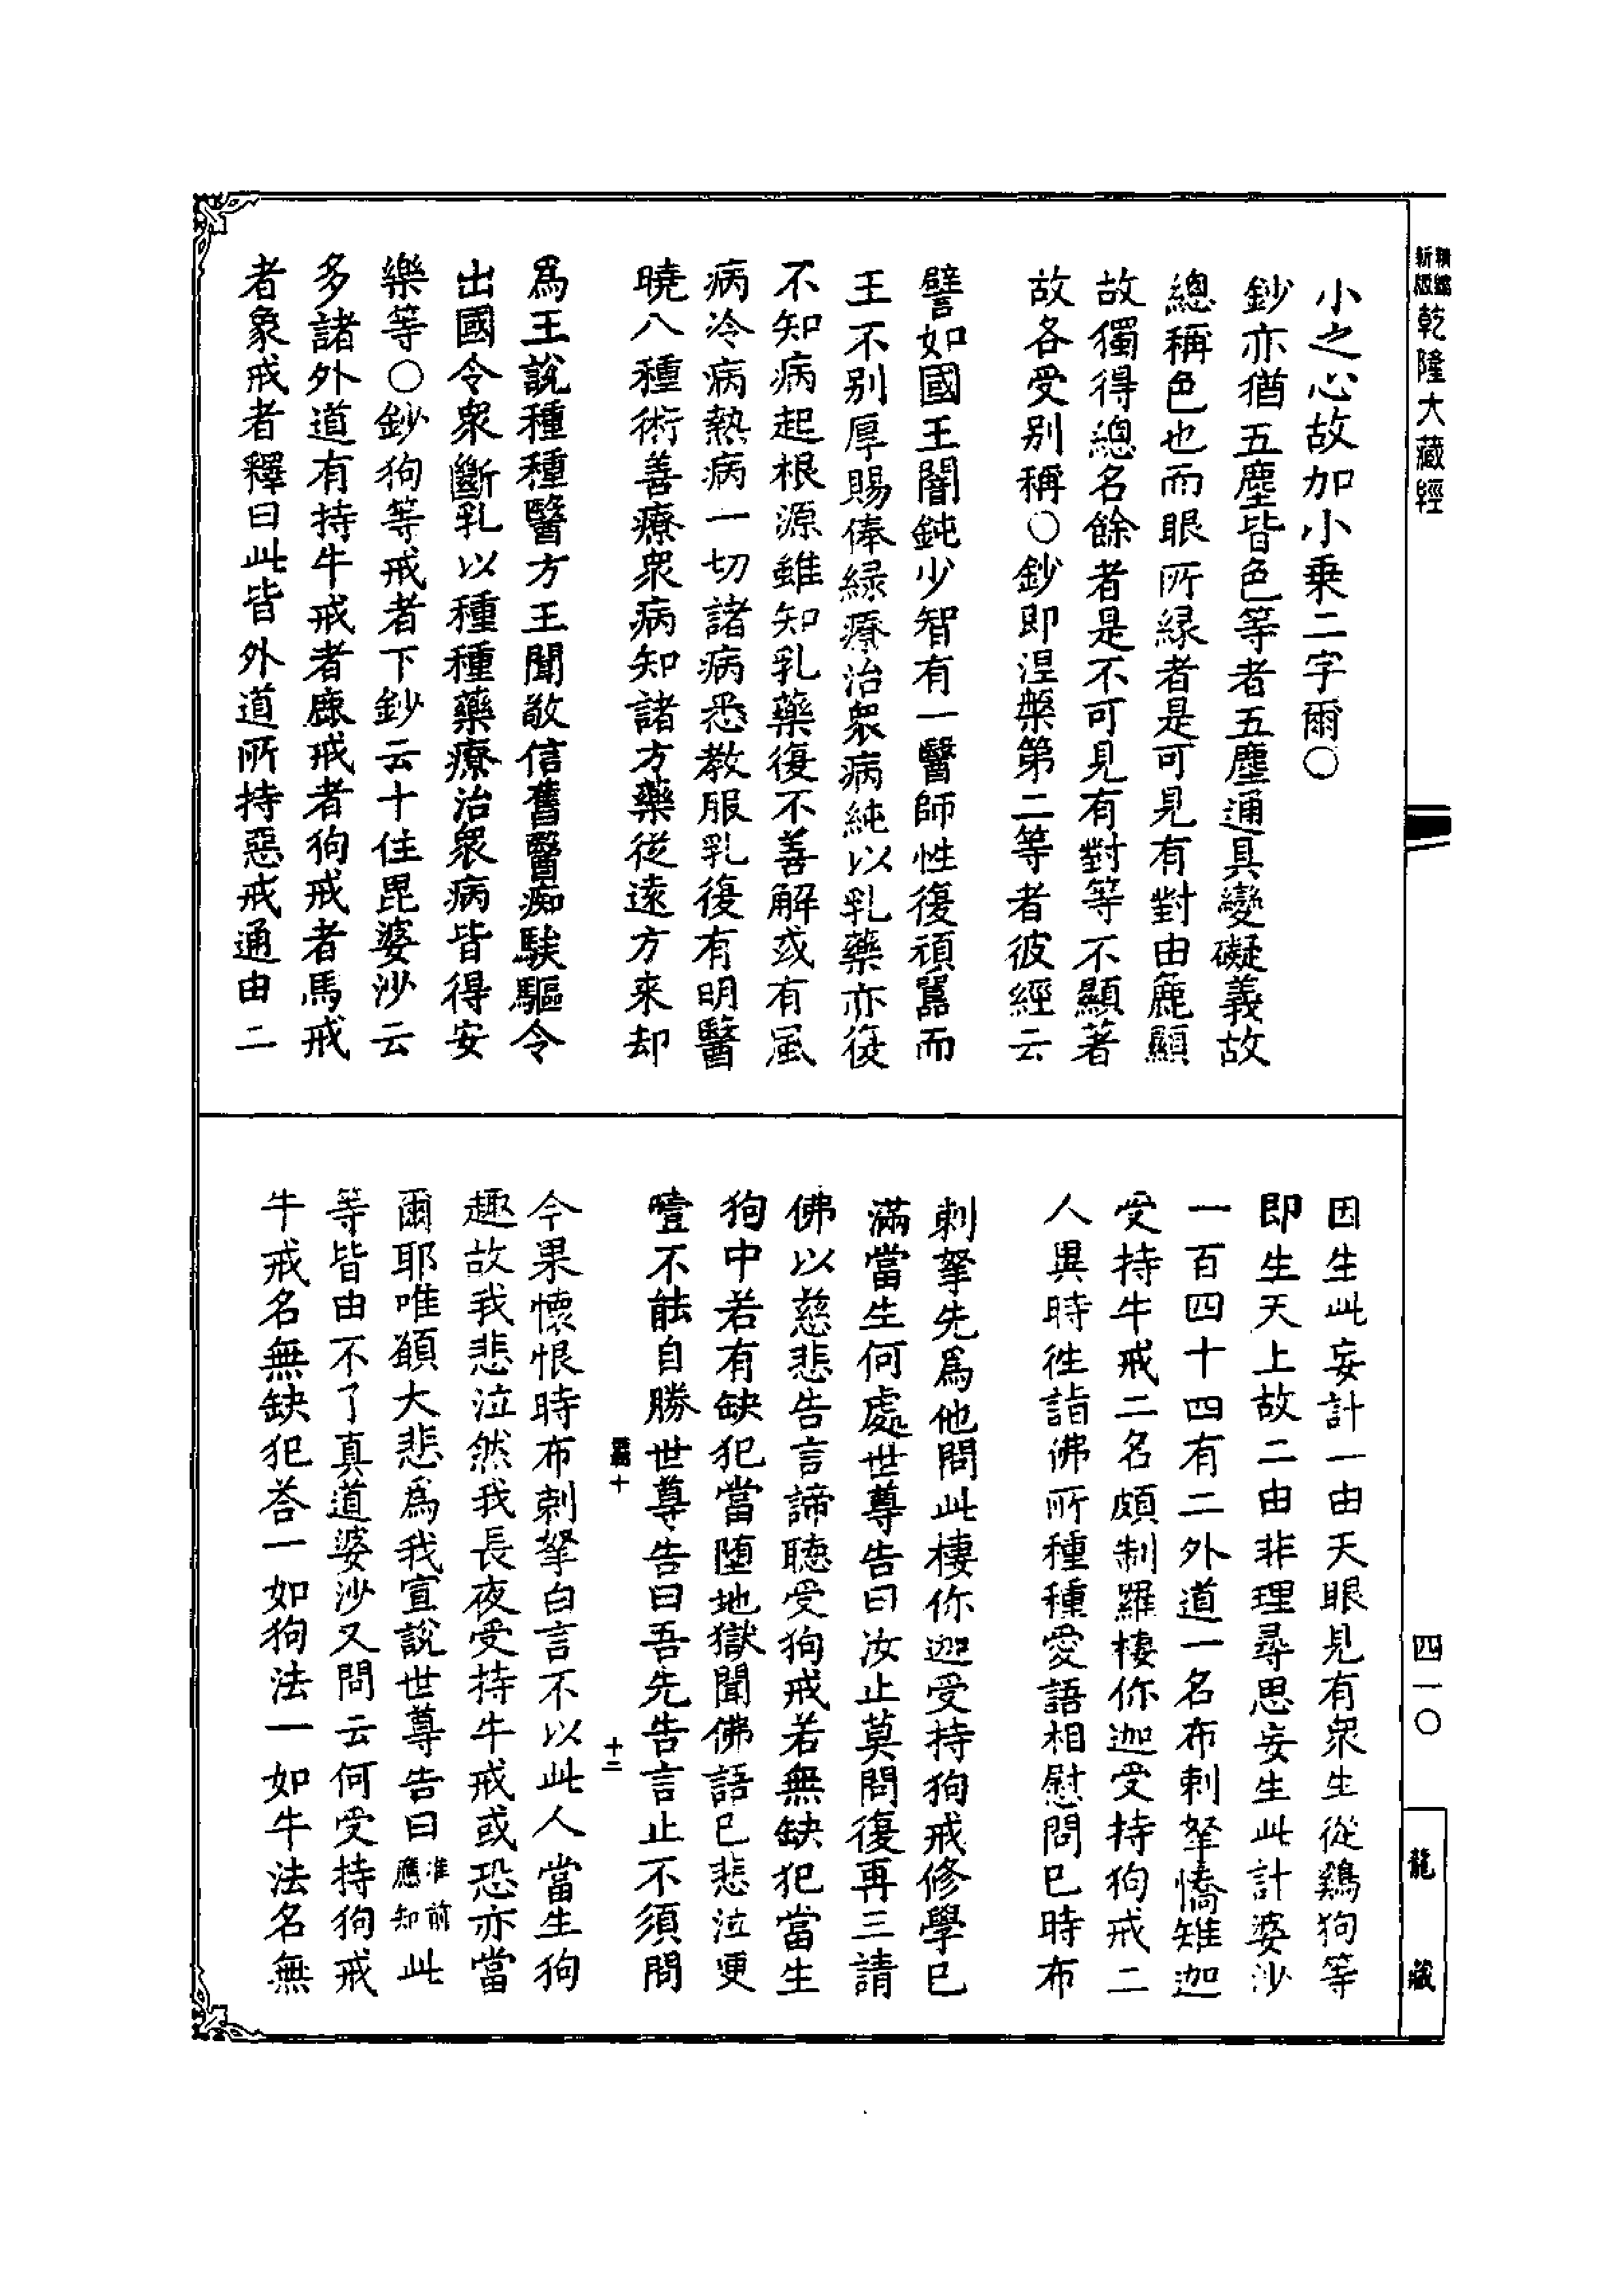 新版精編乾隆大藏經
四一〇
龍藏
小之心故加小乘二字爾○
鈔亦猶五塵皆色等者五塵通具變礙義故
總稱色也而眼所緣者是可見有對由麁顯
故獨得總名餘者是不可見有對等不顯著
故各受別稱○鈔即涅槃第二等者彼經云
譬如國王闇鈍少智有一醫師性復頑嚚而
王不別厚賜俸緣療治衆病純以乳藥亦復
不知病起根源雖知乳藥復不善解或有風
病冷病熱病一切諸病悉教服乳復有明醫
曉八種術善療衆病知諸方藥從遠方來却
爲王說種種醫方王聞敬信舊醫痴騃驅令
出國令衆斷乳以種種藥療治衆病皆得安
樂等○鈔狗等戒者下鈔云十住毘婆沙云
多諸外道有持牛戒者鹿戒者狗戒者馬戒
者象戒者釋曰此皆外道所持惡戒通由二
因生此妄計一由天眼見有衆生從鷄狗等
即生天上故二由非理尋思妄生此計婆沙
一百四十四有二外道一名布剌拏憍雉迦
受持牛戒二名頗制羅棲你迦受持狗戒二
人異時徃詣佛所種種愛語相慰問已時布
剌拏先爲他問此棲你迦受持狗戒修學已
滿當生何處世尊告曰汝止莫問復再三請
佛以慈悲告言諦聽受狗戒若無缺犯當生
狗中若有缺犯當墮地獄聞佛語已悲泣哽
噎不能自勝世尊告曰吾先告言止不須問
十 十二
今果懷恨時布剌拏白言不以此人當生狗
趣故我悲泣然我長夜受持牛戒或恐亦當
爾耶唯願大悲爲我宣說世尊告曰准前應知此
等皆由不了真道婆沙又問云何受持狗戒
牛戒名無缺犯荅一如狗法一如牛法名無